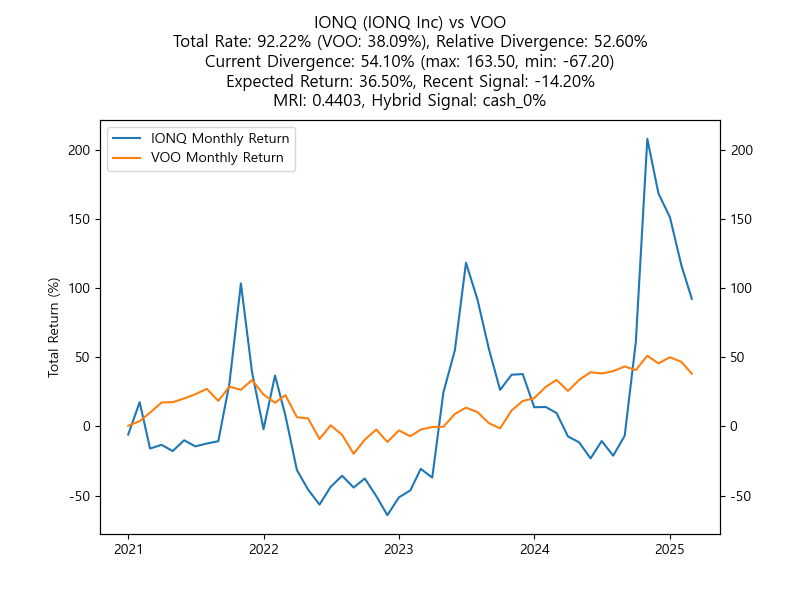 IONQ (IONQ Inc) vs VOO
Total Rate: 92.22% (VOO: 38.09%), Relative Divergence: 52.60%
Current Divergence: 54.10% (max: 163.50, min: -67.20)
Expected Return: 36.50%, Recent Signal: -14.20%
MRI: 0.4403, Hybrid Signal: cash_0%
IONQ Monthly Return
VOO Monthly Return
Total Return (%)
200
150
100
50
0
-50
200
150
100
50
0
-50
2021
2022
2023
2024
2025